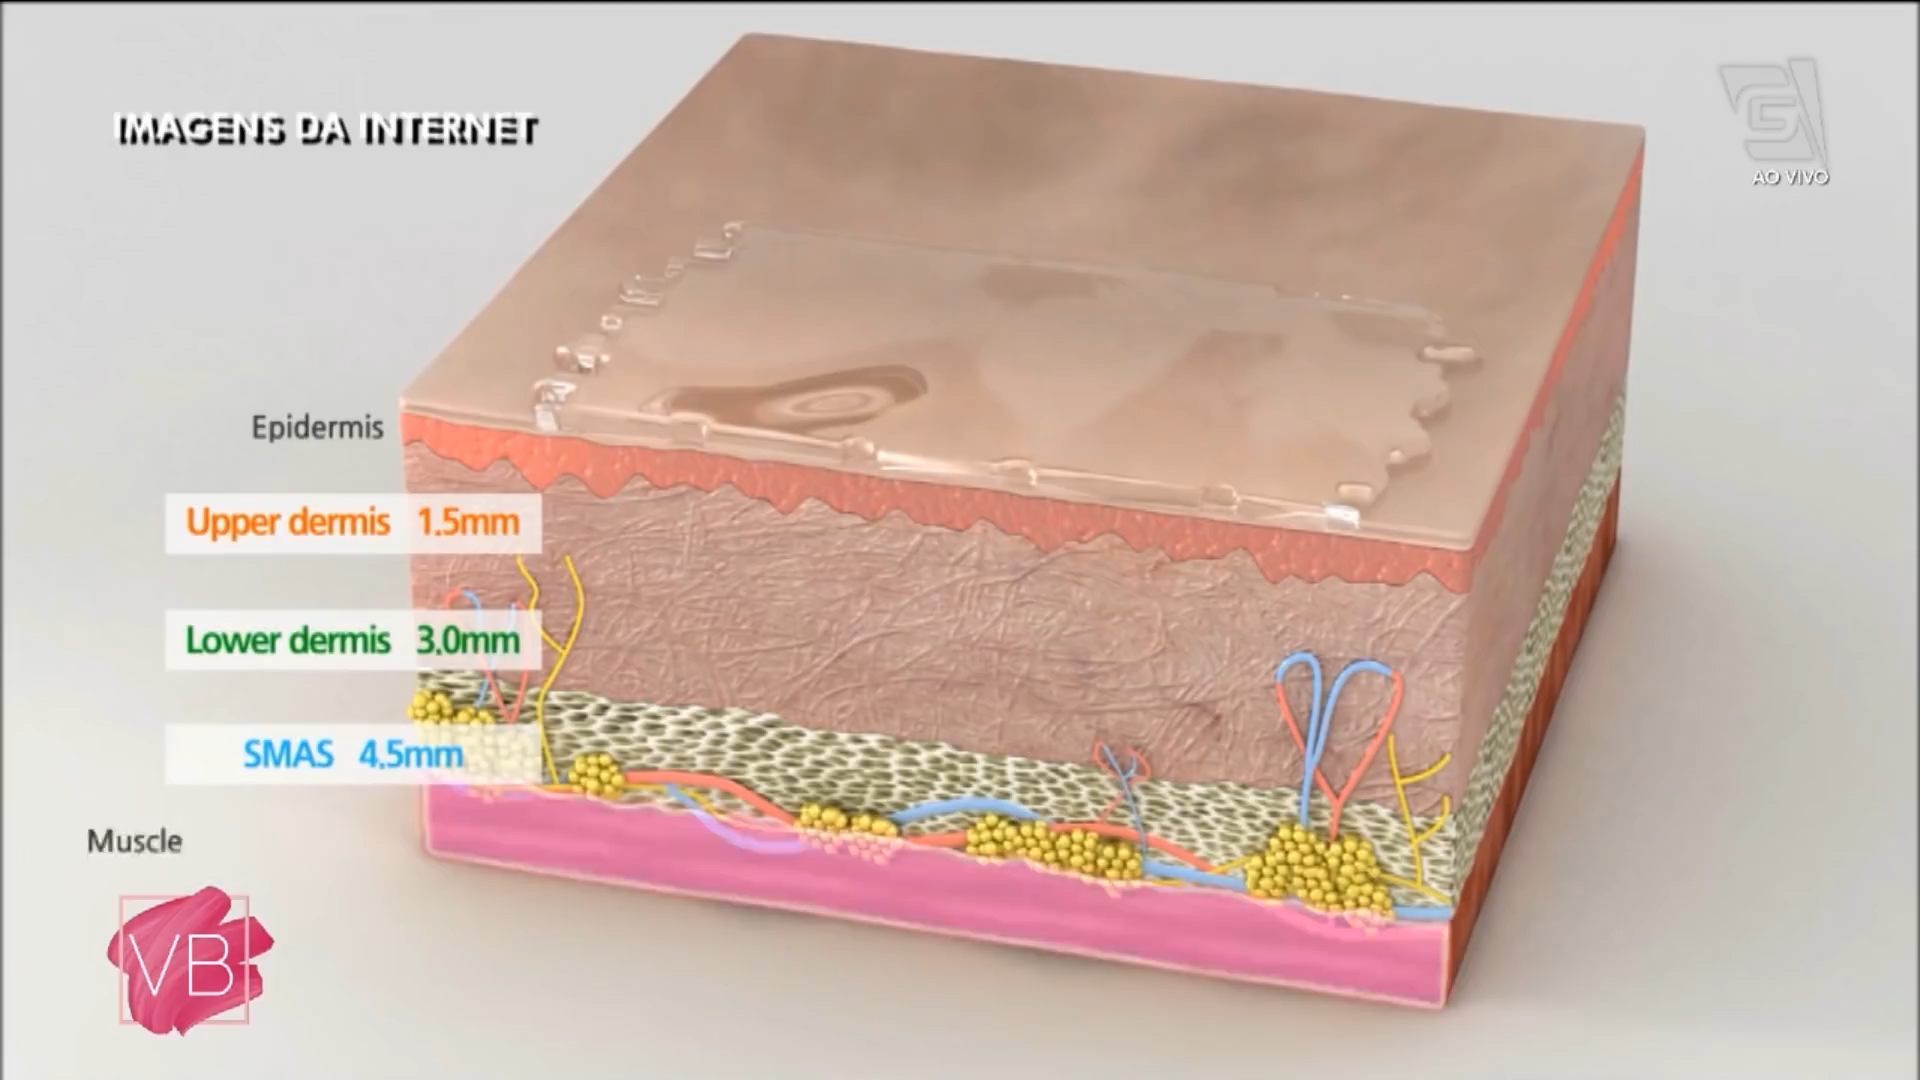 IMAGENS DA INTERNET
AO VIVO
Epidermis
Upper dermis 1.5mm
Lower dermis 3.0mm
SMAS 4.5mm
Muscle
VB